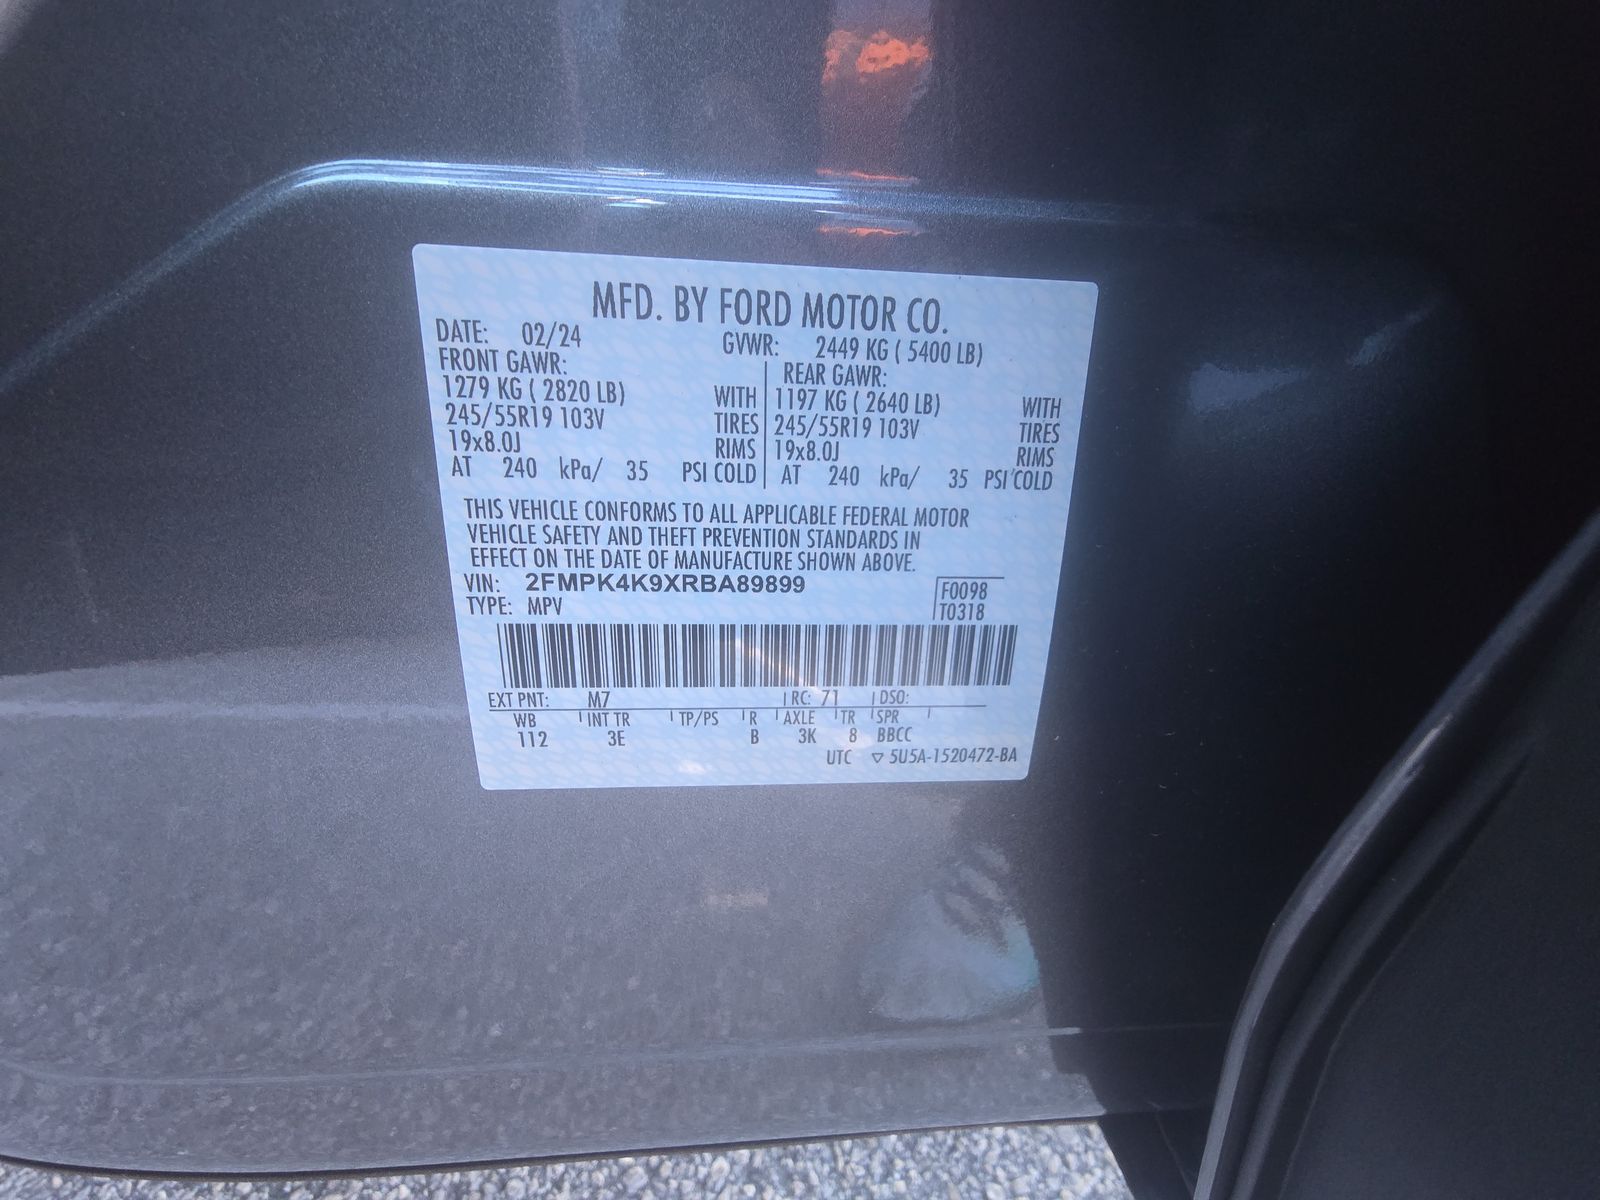 MFD. BY FORD MOTOR CO.
DATE: 02/24 GVWR: 2449 KG ( 5400 LB)
FRONT GAWR: REAR GAWR:
1279 KG ( 2820 LB) WITH 1197 KG ( 2640 LB) WITH
245/55R19 103V TIRES 245/55R19 103V TIRES
19x8.0J RIMS 19x8.0J RIMS
AT 240 kPa/ 35 PSI COLD AT 240 kPa/ 35 PSI COLD
THIS VEHICLE CONFORMS TO ALL APPLICABLE FEDERAL MOTOR
VEHICLE SAFETY AND THEFT PREVENTION STANDARDS IN
EFFECT ON THE DATE OF MANUFACTURE SHOWN ABOVE.
VIN: 2FMPK4K9XRBA89899 F0098
TYPE: MPV T0318
EXT PNT: M7 RC: 71 DSO:
WB INT TR TP/PS R AXLE TR SPR
112 3E B 3K 8 BBCC
UTC ▽ 5U5A-1520472-BA